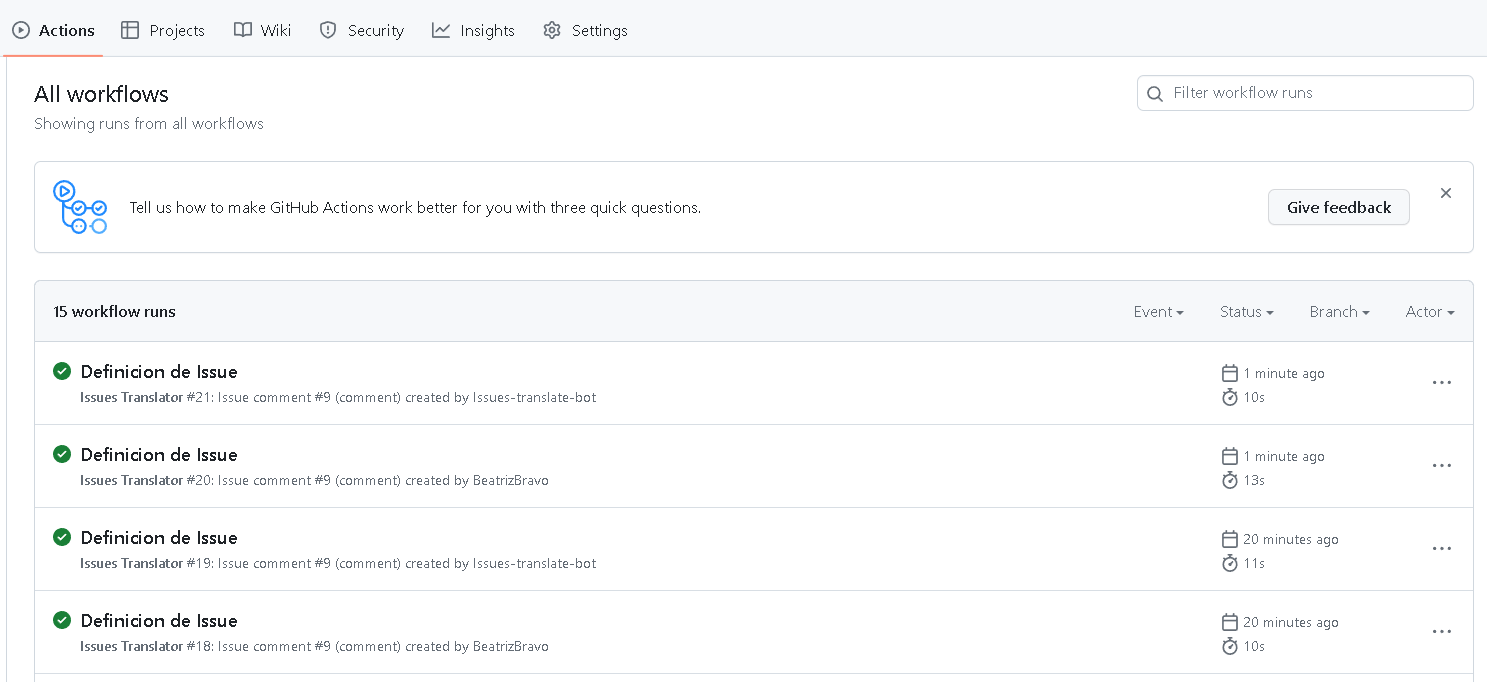 Actions Projects Wiki Security Insights Settings
All workflows
Filter workflow runs
Showing runs from all workflows
Tell us how to make GitHub Actions work better for you with three quick questions.
Give feedback
15 workflow runs
Event Status Branch Actor
Definicion de Issue
1 minute ago
Issues Translator #21: Issue comment #9 (comment) created by Issues-translate-bot
10s
Definicion de Issue
1 minute ago
Issues Translator #20: Issue comment #9 (comment) created by BeatrizBravo
13s
Definicion de Issue
20 minutes ago
Issues Translator #19: Issue comment #9 (comment) created by Issues-translate-bot
11s
Definicion de Issue
20 minutes ago
Issues Translator #18: Issue comment #9 (comment) created by BeatrizBravo
10s